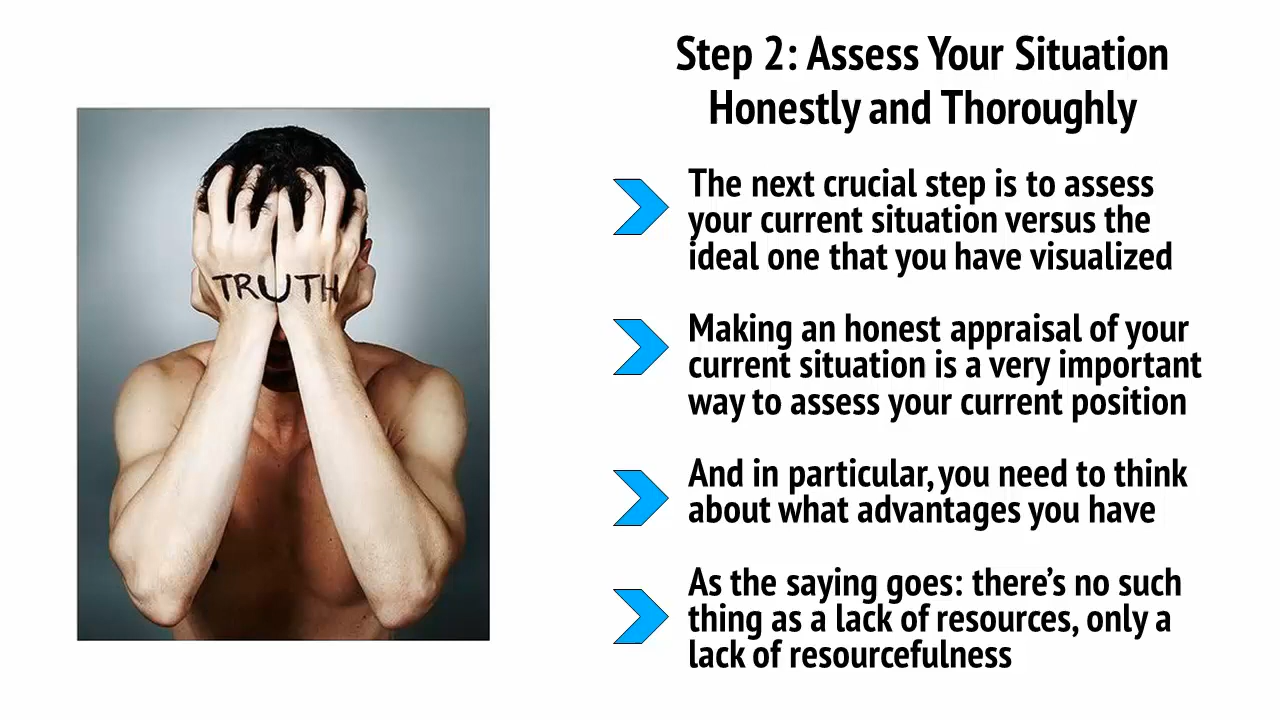 Step 2: Assess Your Situation
Honestly and Thoroughly
TRUTH
The next crucial step is to assess
your current situation versus the
ideal one that you have visualized
Making an honest appraisal of your
current situation is a very important
way to assess your current position
And in particular, you need to think
about what advantages you have
As the saying goes: there's no such
thing as a lack of resources, only a
lack of resourcefulness